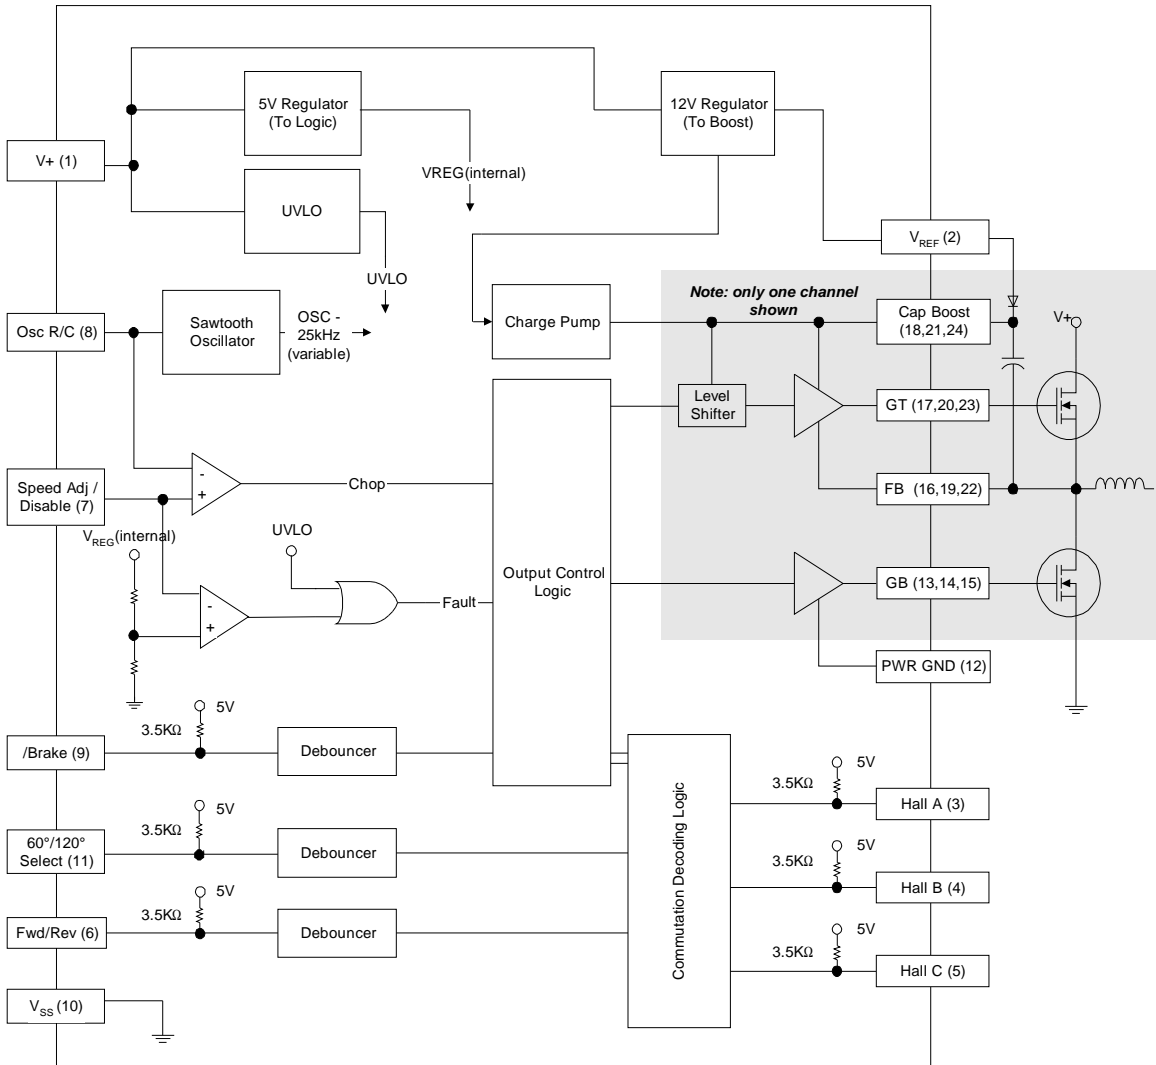 5V Regulator
(To Logic)
12V Regulator
(To Boost)
V+ (1)
VREG(internal)
UVLO
VREF (2)
UVLO
Note: only one channel
shown
Osc R/C (8)
Sawtooth
Oscillator
OSC -
25kHz
(variable)
Charge Pump
Cap Boost
(18,21,24)
V+
Level
Shifter
GT (17,20,23)
Speed Adj /
Disable (7)
-
+
Chop
FB (16,19,22)
VREG(internal)
UVLO
Output Control
Logic
GB (13,14,15)
-
+
Fault
PWR GND (12)
5V
3.5KΩ
/Brake (9)
Debouncer
5V
3.5KΩ
Hall A (3)
5V
3.5KΩ
60°/120°
Select (11)
Debouncer
Commutation Decoding Logic
5V
3.5KΩ
Hall B (4)
5V
3.5KΩ
Fwd/Rev (6)
Debouncer
5V
3.5KΩ
Hall C (5)
VSS (10)